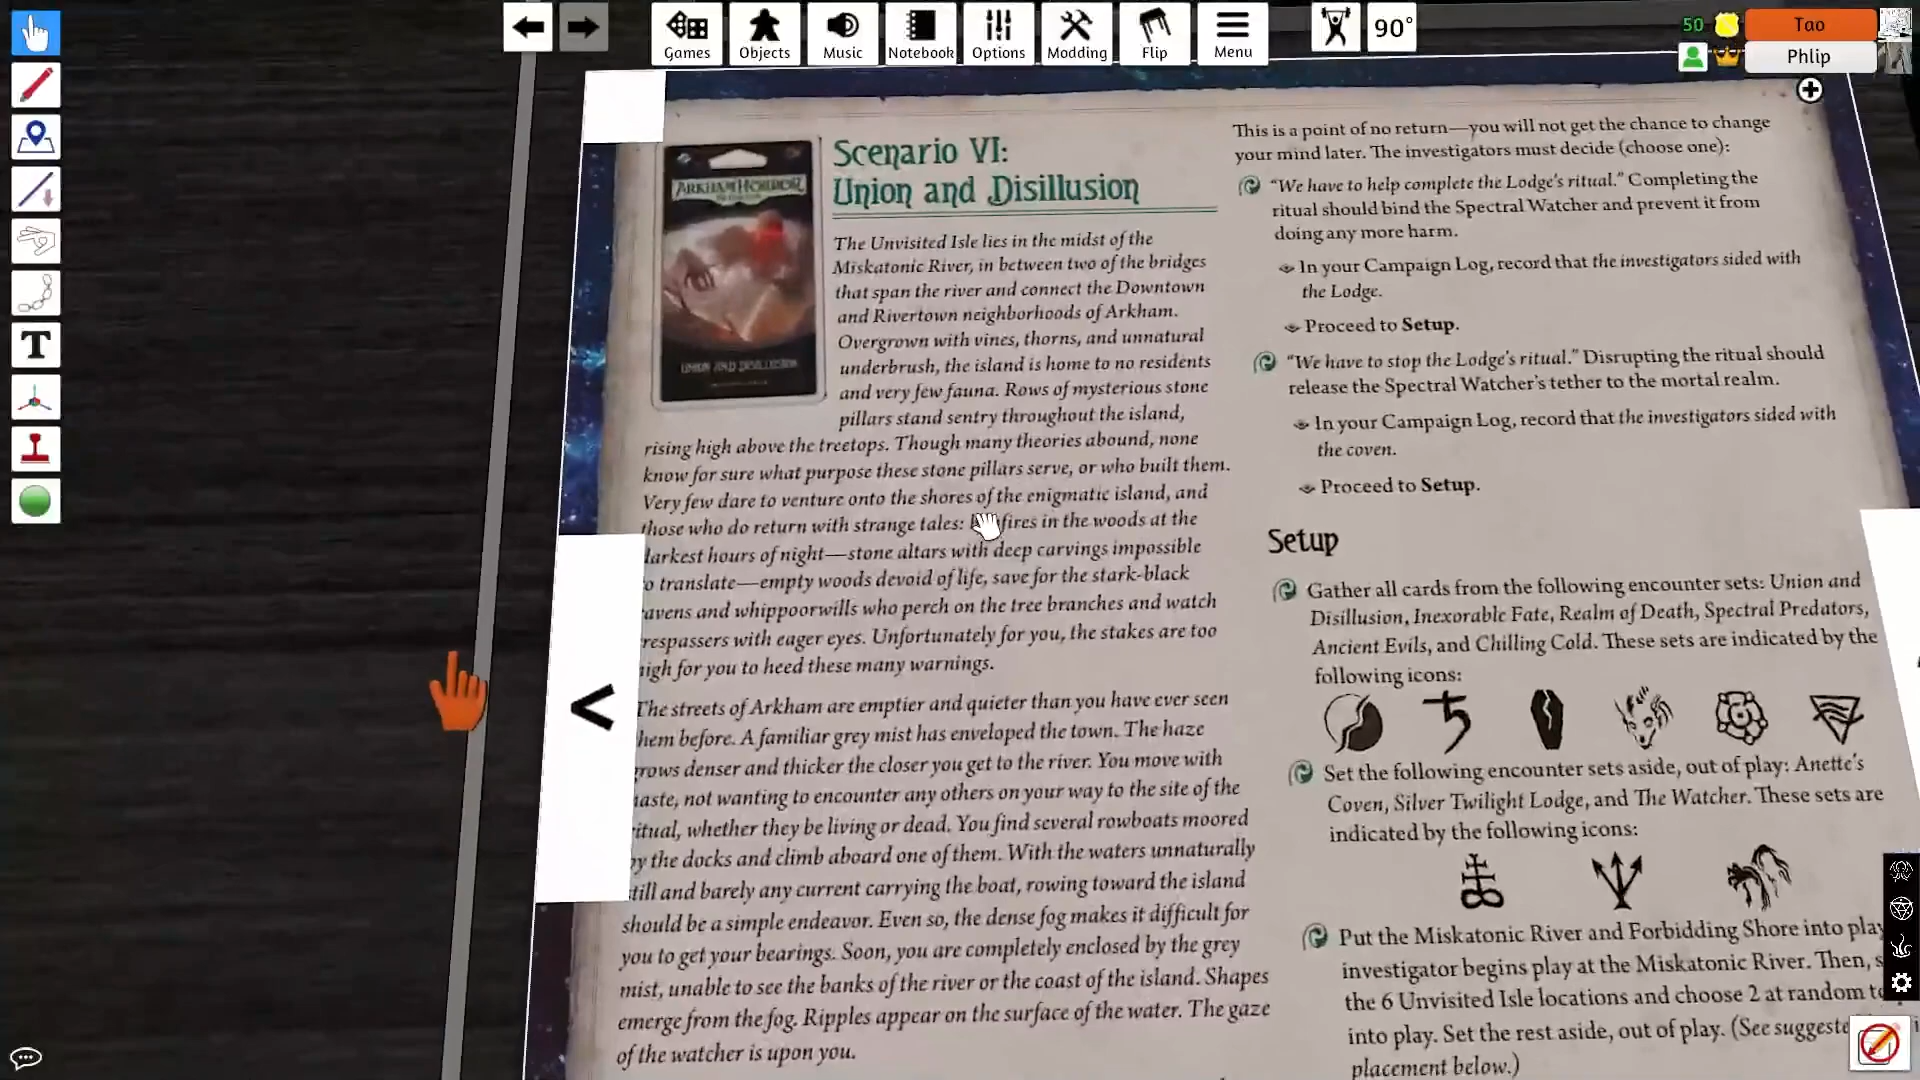 Games
Objects
Music
Notebook
Options
Modding
Flip
Menu
90°
50
Tao
Phlip
T
<
Scenario VI:
Union and Disillusion
ARKHAM HORROR
UNION AND DISILLUSION
The Unvisited Isle lies in the midst of the
Miskatonic River, in between two of the bridges
that span the river and connect the Downtown
and Rivertown neighborhoods of Arkham.
Overgrown with vines, thorns, and unnatural
underbrush, the island is home to no residents
and very few fauna. Rows of mysterious stone
pillars stand sentry throughout the island,
rising high above the treetops. Though many theories abound, none
know for sure what purpose these stone pillars serve, or who built them.
Very few dare to venture onto the shores of the enigmatic island, and
those who do return with strange tales: fires in the woods at the
darkest hours of night—stone altars with deep carvings impossible
o translate—empty woods devoid of life, save for the stark-black
avens and whippoorwills who perch on the tree branches and watch
respassers with eager eyes. Unfortunately for you, the stakes are too
igh for you to heed these many warnings.
The streets of Arkham are emptier and quieter than you have ever seen
hem before. A familiar grey mist has enveloped the town. The haze
rows denser and thicker the closer you get to the river. You move with
aste, not wanting to encounter any others on your way to the site of the
itual, whether they be living or dead. You find several rowboats moored
by the docks and climb aboard one of them. With the waters unnaturally
still and barely any current carrying the boat, rowing toward the island
should be a simple endeavor. Even so, the dense fog makes it difficult for
you to get your bearings. Soon, you are completely enclosed by the grey
mist, unable to see the banks of the river or the coast of the island. Shapes
emerge from the fog. Ripples appear on the surface of the water. The gaze
of the watcher is upon you.
This is a point of no return—you will not get the chance to change
your mind later. The investigators must decide (choose one):
"We have to help complete the Lodge's ritual." Completing the
ritual should bind the Spectral Watcher and prevent it from
doing any more harm.
In your Campaign Log, record that the investigators sided with
the Lodge.
Proceed to Setup.
"We have to stop the Lodge's ritual." Disrupting the ritual should
release the Spectral Watcher's tether to the mortal realm.
In your Campaign Log, record that the investigators sided with
the coven.
Proceed to Setup.
Setup
Gather all cards from the following encounter sets: Union and
Disillusion, Inexorable Fate, Realm of Death, Spectral Predators,
Ancient Evils, and Chilling Cold. These sets are indicated by the
following icons:
Set the following encounter sets aside, out of play: Anette's
Coven, Silver Twilight Lodge, and The Watcher. These sets are
indicated by the following icons:
Put the Miskatonic River and Forbidding Shore into play
investigator begins play at the Miskatonic River. Then, s
the 6 Unvisited Isle locations and choose 2 at random t
into play. Set the rest aside, out of play. (See suggeste
placement below.)